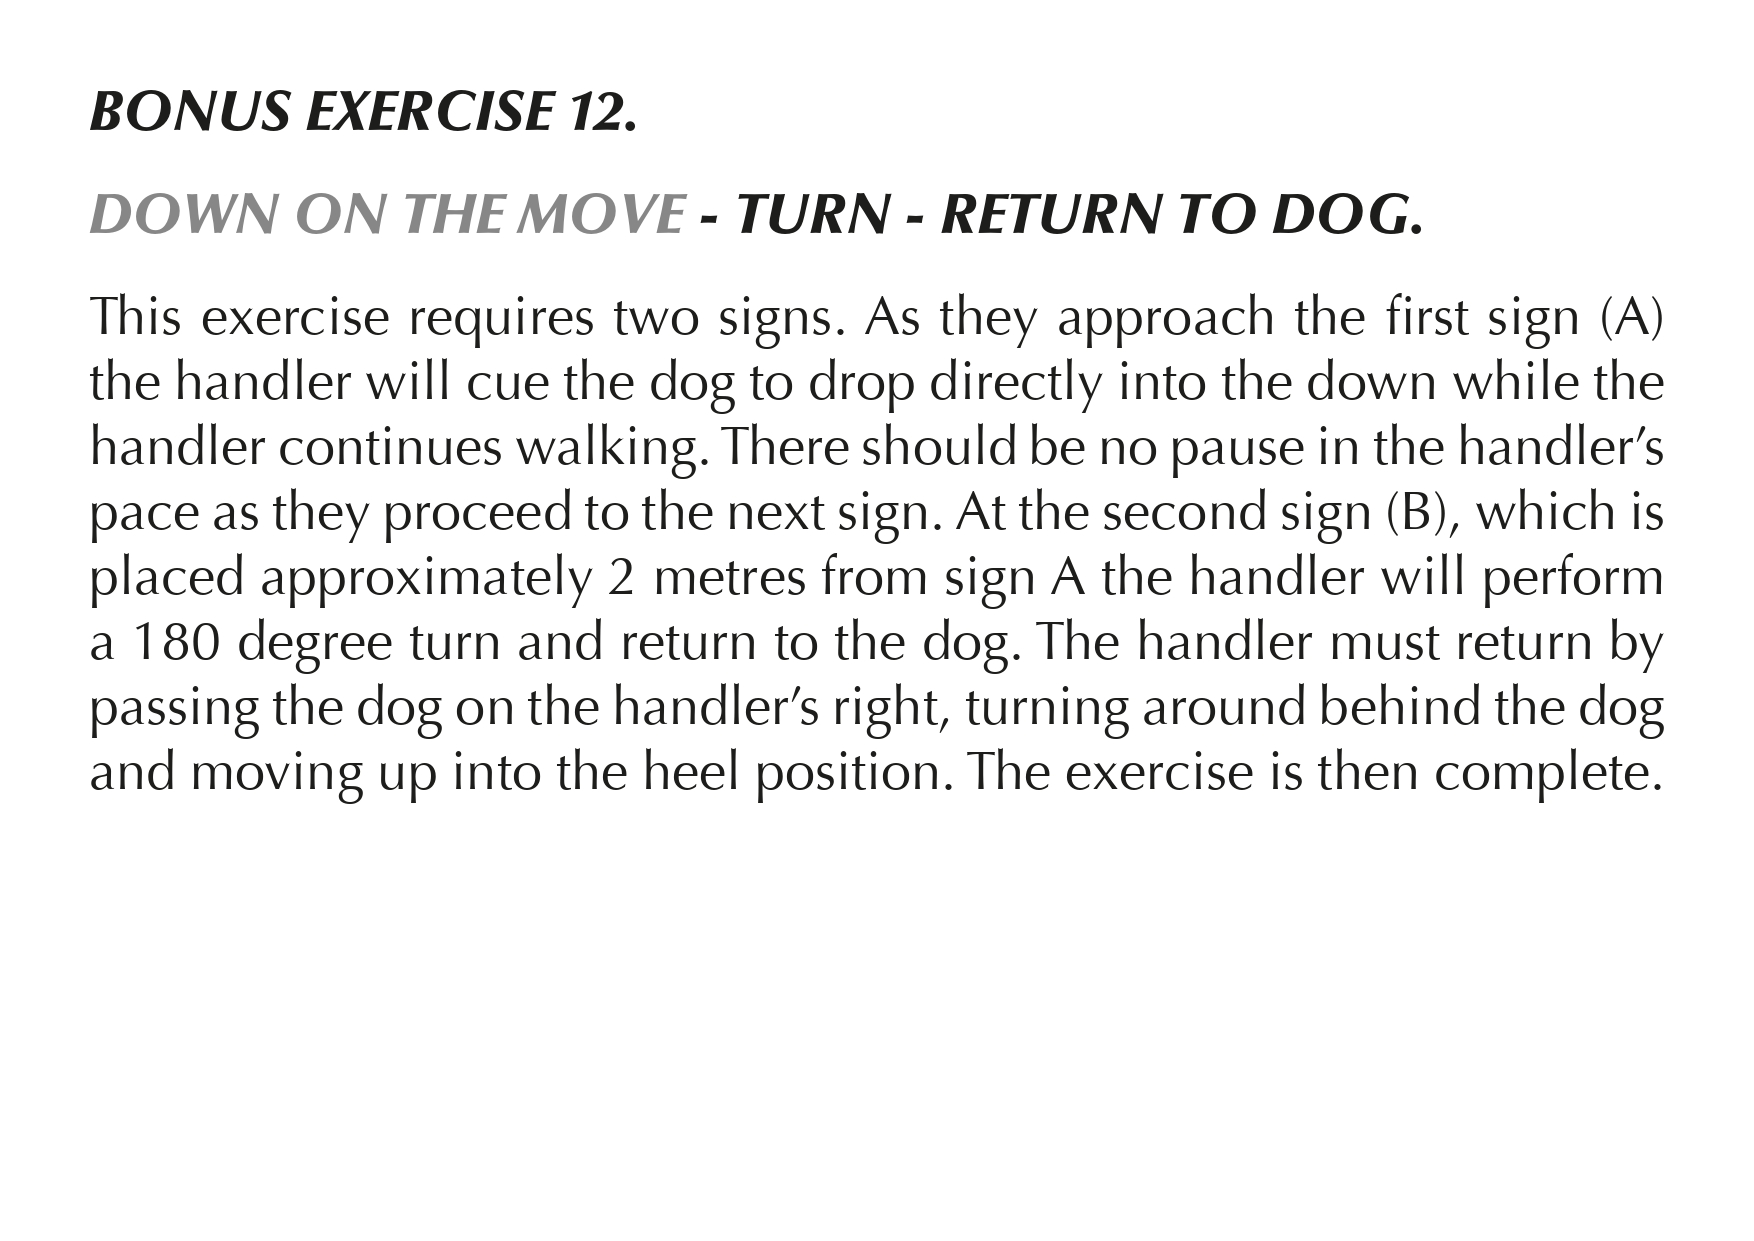 BONUS EXERCISE 12.
DOWN ON THE MOVE - TURN - RETURN TO DOG.
This exercise requires two signs. As they approach the first sign (A)
the handler will cue the dog to drop directly into the down while the
handler continues walking. There should be no pause in the handler’s
pace as they proceed to the next sign. At the second sign (B), which is
placed approximately 2 metres from sign A the handler will perform
a 180 degree turn and return to the dog. The handler must return by
passing the dog on the handler’s right, turning around behind the dog
and moving up into the heel position. The exercise is then complete.